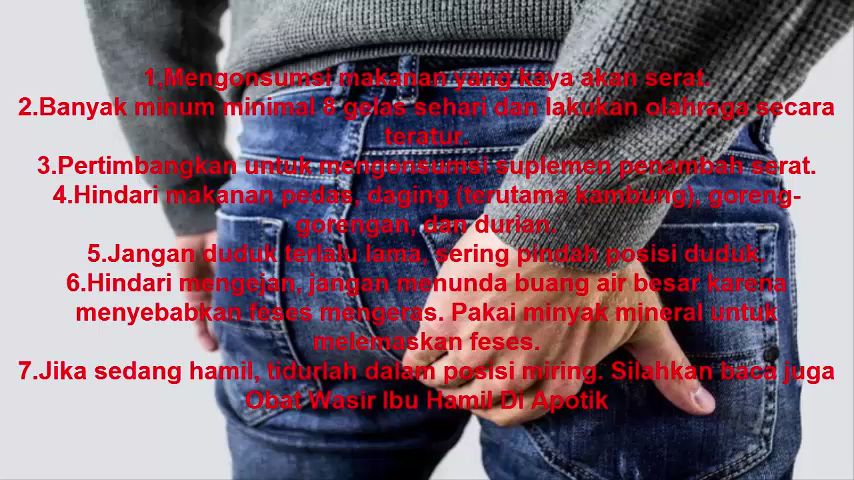 1.Mengonsumsi makanan yang kaya akan serat.
2.Banyak minum minimal 8 gelas sehari dan lakukan olahraga secara
teratur.
3.Pertimbangkan untuk mengonsumsi suplemen penambah serat.
4.Hindari makanan pedas, daging (terutama kambung), goreng-
gorengan, dan durian.
5.Jangan duduk terlalu lama, sering pindah posisi duduk.
6.Hindari mengejan, jangan menunda buang air besar karena
menyebabkan feses mengeras. Pakai minyak mineral untuk
melemaskan feses.
7.Jika sedang hamil, tidurlah dalam posisi miring. Silahkan baca juga
Obat Wasir Ibu Hamil Di Apotik